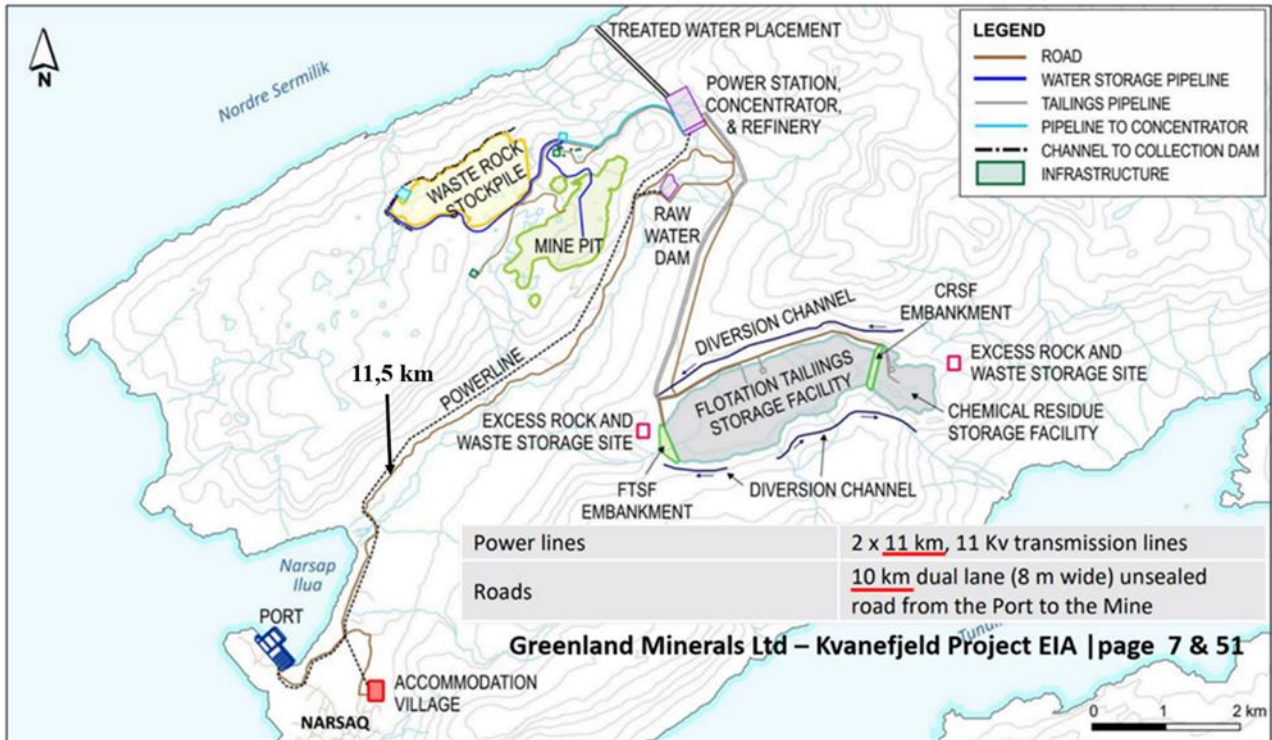 TREATED WATER PLACEMENT
Nordre Sermilik
N
POWER STATION,
CONCENTRATOR,
& REFINERY
LEGEND
ROAD
WATER STORAGE PIPELINE
TAILINGS PIPELINE
PIPELINE TO CONCENTRATOR
CHANNEL TO COLLECTION DAM
INFRASTRUCTURE
WASTE ROCK
STOCKPILE
MINE PIT
RAW
WATER
DAM
CRSF
EMBANKMENT
DIVERSION CHANNEL
11,5 km
POWERLINE
FLOTATION TAILIINGS
STORAGE FACILITY
EXCESS ROCK AND
WASTE STORAGE SITE
EXCESS ROCK AND
WASTE STORAGE SITE
CHEMICAL RESIDUE
STORAGE FACILITY
FTSF
EMBANKMENT
DIVERSION CHANNEL
Power lines
2 x 11 km, 11 Kv transmission lines
Roads
10 km dual lane (8 m wide) unsealed
road from the Port to the Mine
Narsap
Ilua
PORT
Greenland Minerals Ltd – Kvanefjeld Project EIA |page 7 & 51
ACCOMMODATION
VILLAGE
NARSAQ
0 1 2 km